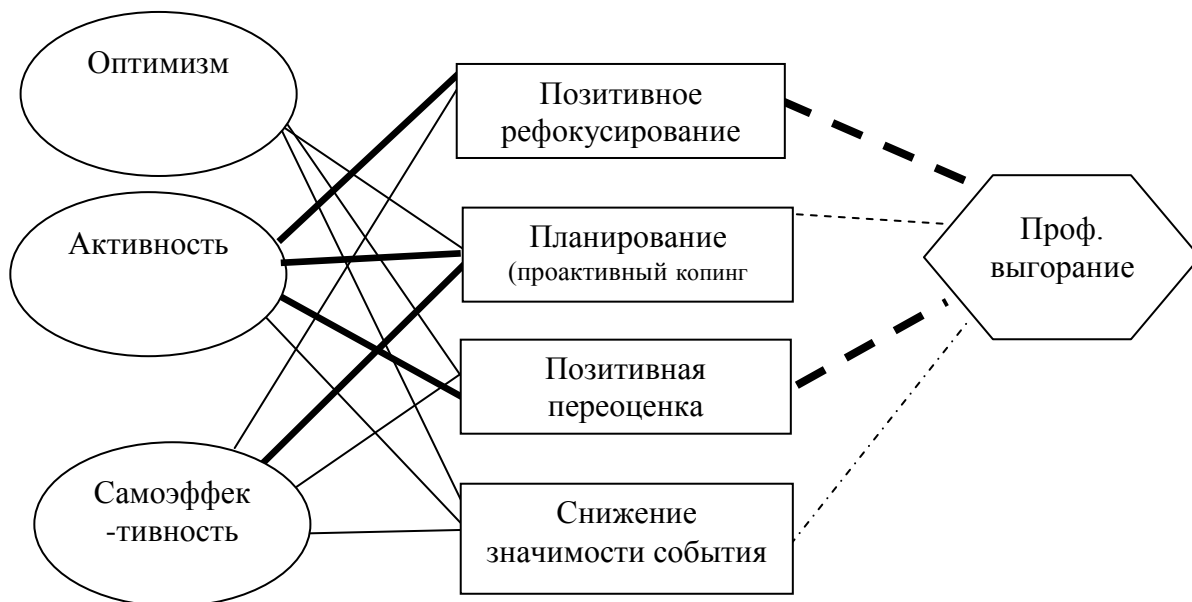 Оптимизм
Активность
Самоэффек
-тивность
Позитивное
рефокусирование
Планирование
(проактивный копинг
Позитивная
переоценка
Снижение
значимости события
Проф.
выгорание